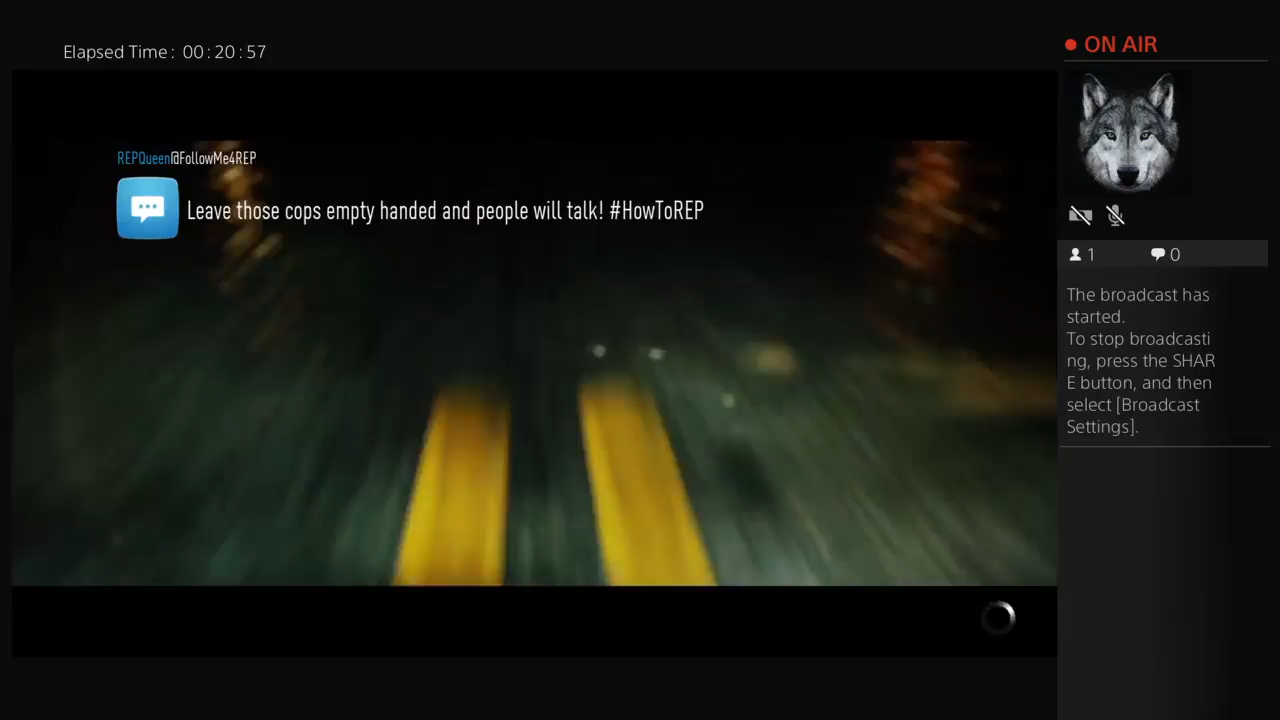 Elapsed Time: 00:20:57
ON AIR
REPQueen@FollowMe4REP
Leave those cops empty handed and people will talk! #HowToREP
1
0
The broadcast has
started.
To stop broadcasti
ng, press the SHAR
E button, and then
select [Broadcast
Settings].